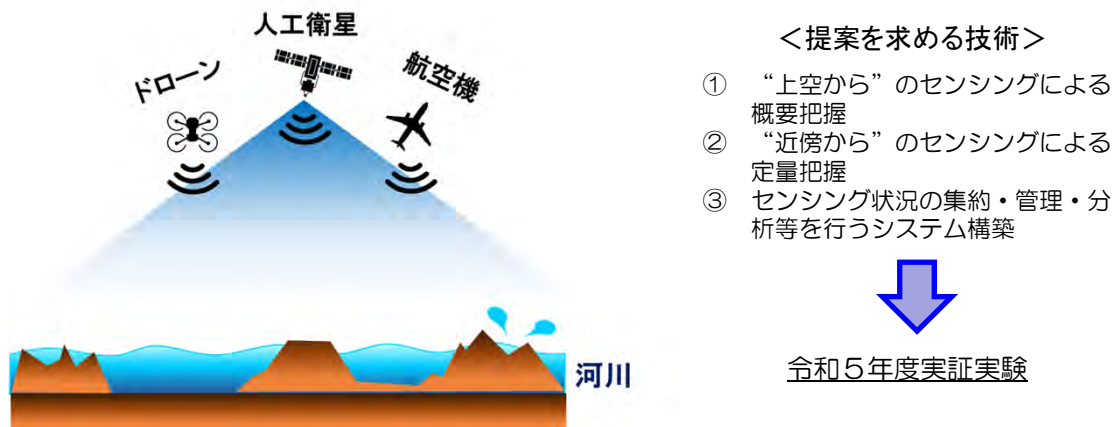 人工衛星
ドローン
航空機
河川
＜提案を求める技術＞
① “上空から”のセンシングによる
概要把握
② “近傍から”のセンシングによる
定量把握
③ センシング状況の集約・管理・分
析等を行うシステム構築
令和５年度実証実験